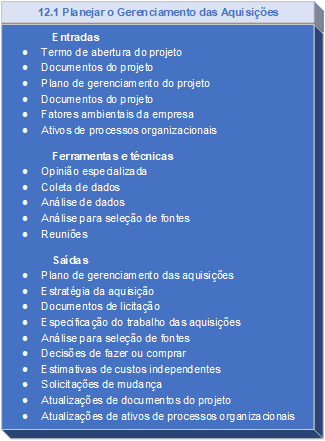 12.1 Planejar o Gerenciamento das Aquisições
Entradas
● Termo de abertura do projeto
● Documentos do projeto
● Plano de gerenciamento do projeto
● Documentos do projeto
● Fatores ambientais da empresa
● Ativos de processos organizacionais
Ferramentas e técnicas
● Opinião especializada
● Coleta de dados
● Análise de dados
● Análise para seleção de fontes
● Reuniões
Saídas
● Plano de gerenciamento das aquisições
● Estratégia da aquisição
● Documentos de licitação
● Especificação do trabalho das aquisições
● Análise para seleção de fontes
● Decisões de fazer ou comprar
● Estimativas de custos independentes
● Solicitações de mudança
● Atualizações de documentos do projeto
● Atualizações de ativos de processos organizacionais